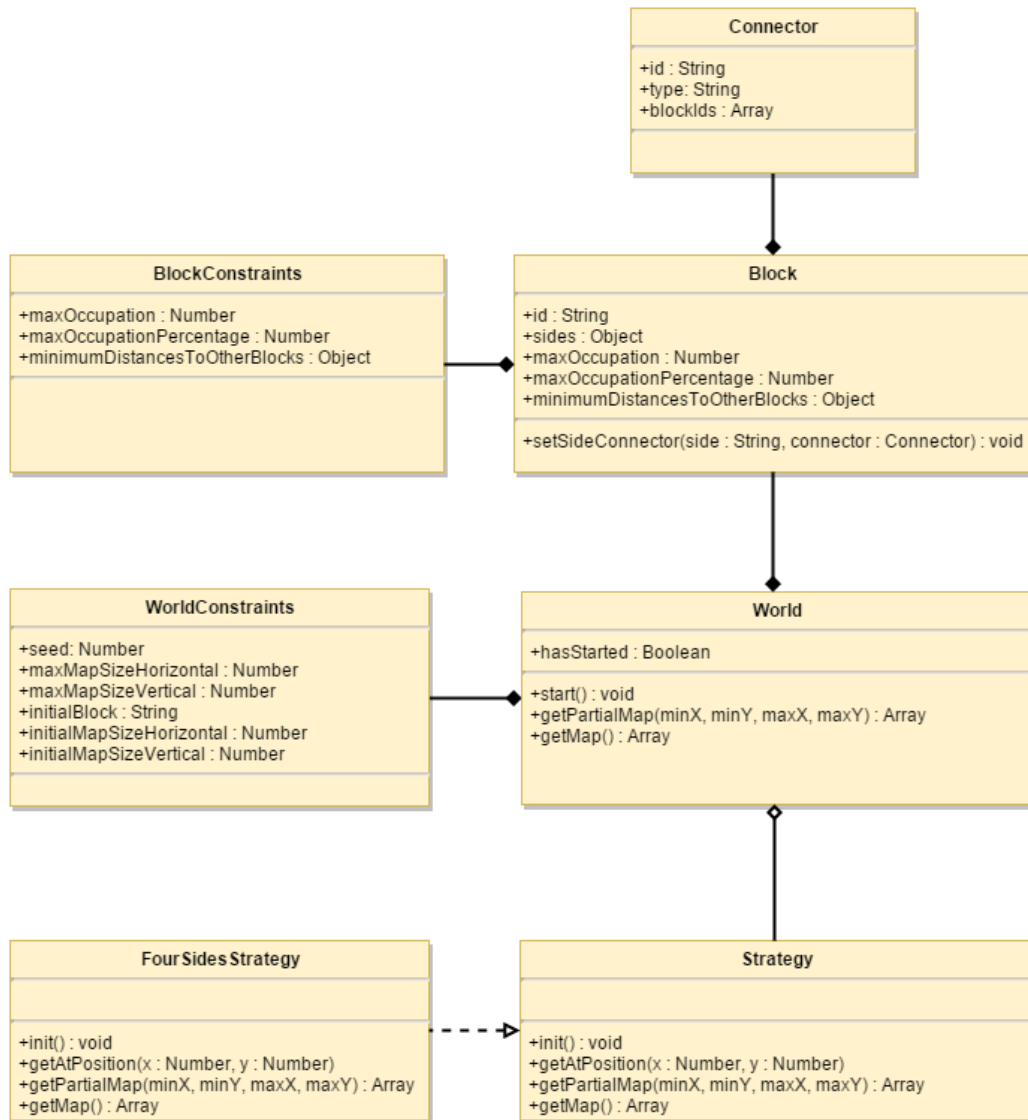 Connector
+id : String
+type: String
+blockIds : Array
BlockConstraints
+maxOccupation : Number
+maxOccupationPercentage : Number
+minimumDistancesToOtherBlocks : Object
Block
+id : String
+sides : Object
+maxOccupation : Number
+maxOccupationPercentage : Number
+minimumDistancesToOtherBlocks : Object
+setSideConnector(side : String, connector : Connector) : void
WorldConstraints
+seed: Number
+maxMapSizeHorizontal : Number
+maxMapSizeVertical : Number
+initialBlock : String
+initialMapSizeHorizontal : Number
+initialMapSizeVertical : Number
World
+hasStarted : Boolean
+start() : void
+getPartialMap(minX, minY, maxX, maxY) : Array
+getMap() : Array
FourSidesStrategy
+init() : void
+getAtPosition(x : Number, y : Number)
+getPartialMap(minX, minY, maxX, maxY) : Array
+getMap() : Array
Strategy
+init() : void
+getAtPosition(x : Number, y : Number)
+getPartialMap(minX, minY, maxX, maxY) : Array
+getMap() : Array